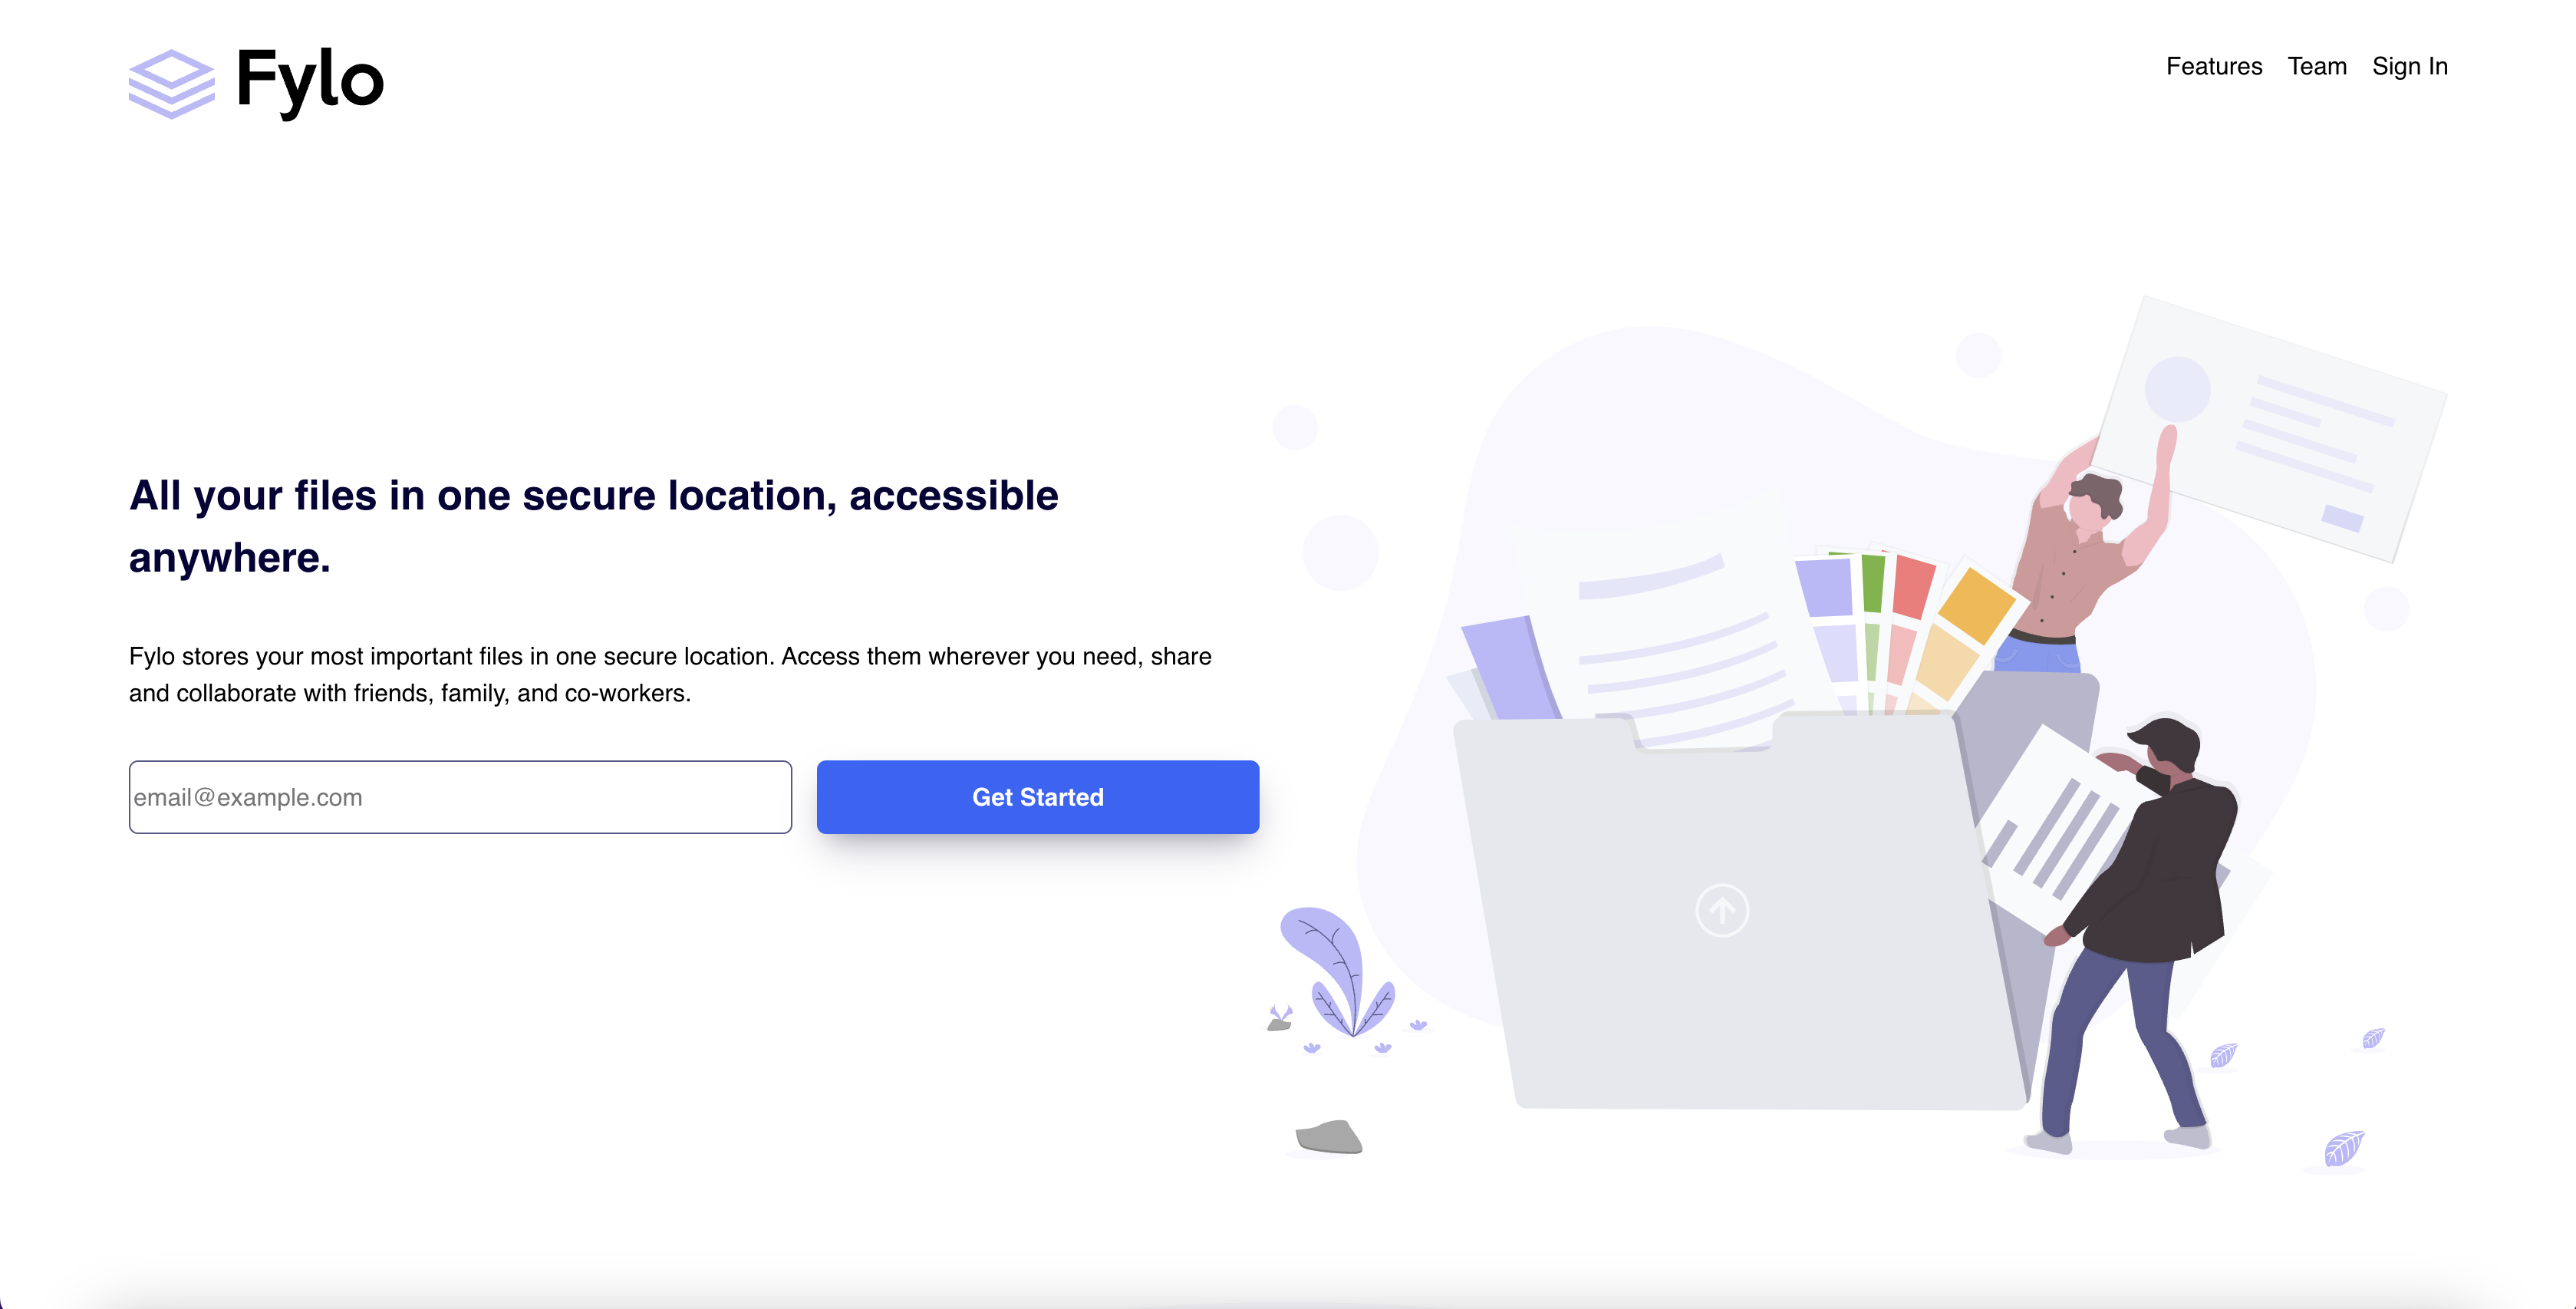 Fylo
Features Team Sign In
All your files in one secure location, accessible
anywhere.
Fylo stores your most important files in one secure location. Access them wherever you need, share
and collaborate with friends, family, and co-workers.
email@example.com
Get Started